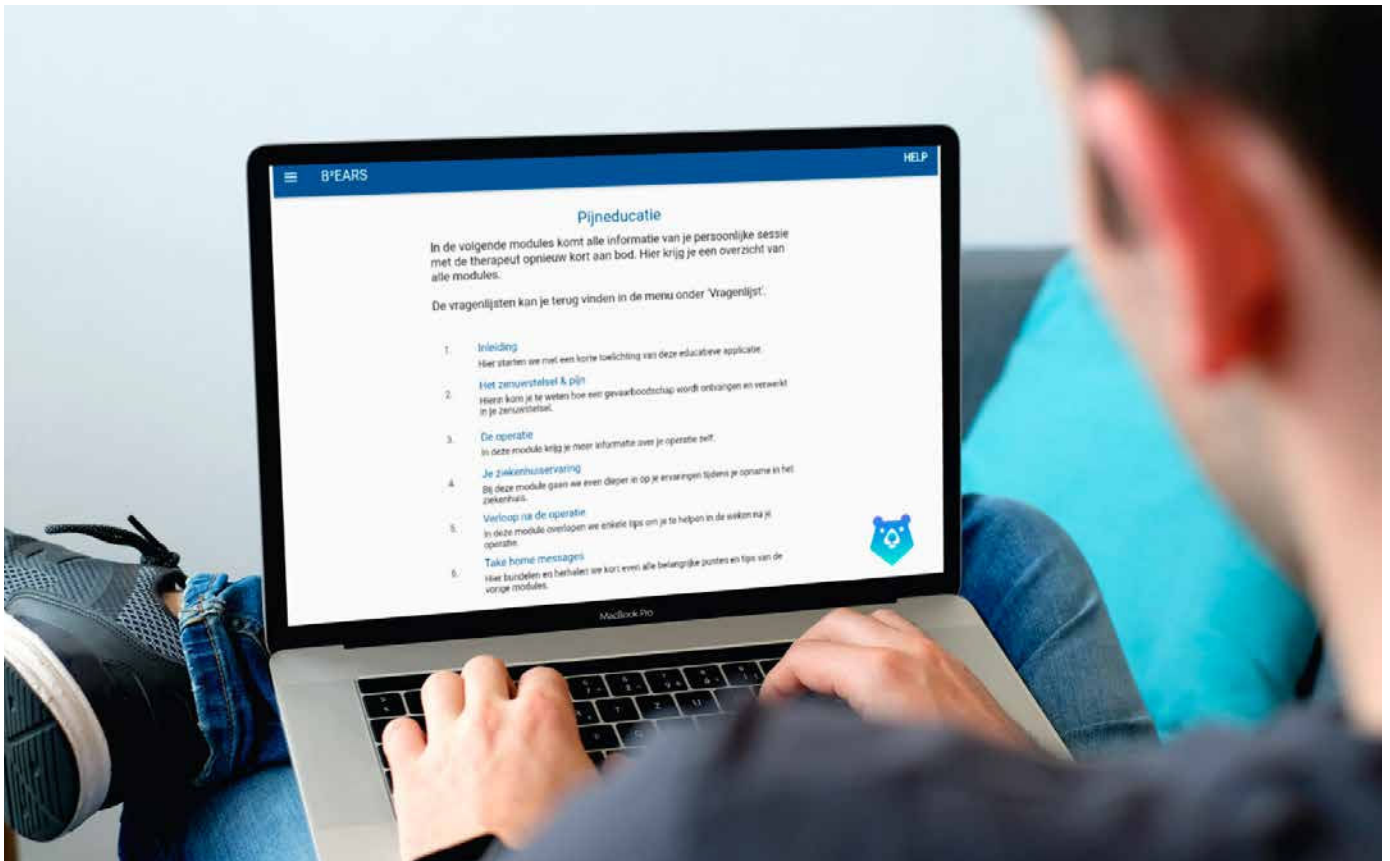 B²EARS
HELP
Pijneducatie
In de volgende modules komt alle informatie van je persoonlijke sessie
met de therapeut opnieuw kort aan bod. Hier krijg je een overzicht van
alle modules.
De vragenlijsten kan je terug vinden in de menu onder 'Vragenlijst'.
1. Inleiding
Hier starten we met een korte toelichting van deze educatieve applicatie.
2. Het zenuwstelsel & pijn
Hierin kom je te weten hoe een gevaarboodschap wordt ontvangen en verwerkt
in je zenuwstelsel.
3. De operatie
In deze module krijg je meer informatie over je operatie zelf.
4. Je ziekenhuiservaring
Bij deze module gaan we even dieper in op je ervaringen tijdens je opname in het
ziekenhuis.
5. Verloop na de operatie
In deze module overlopen we enkele tips om je te helpen in de weken na je
operatie.
6. Take home messages
Hier bundelen en herhalen we kort even alle belangrijke punten en tips van de
vorige modules.
MacBook Pro